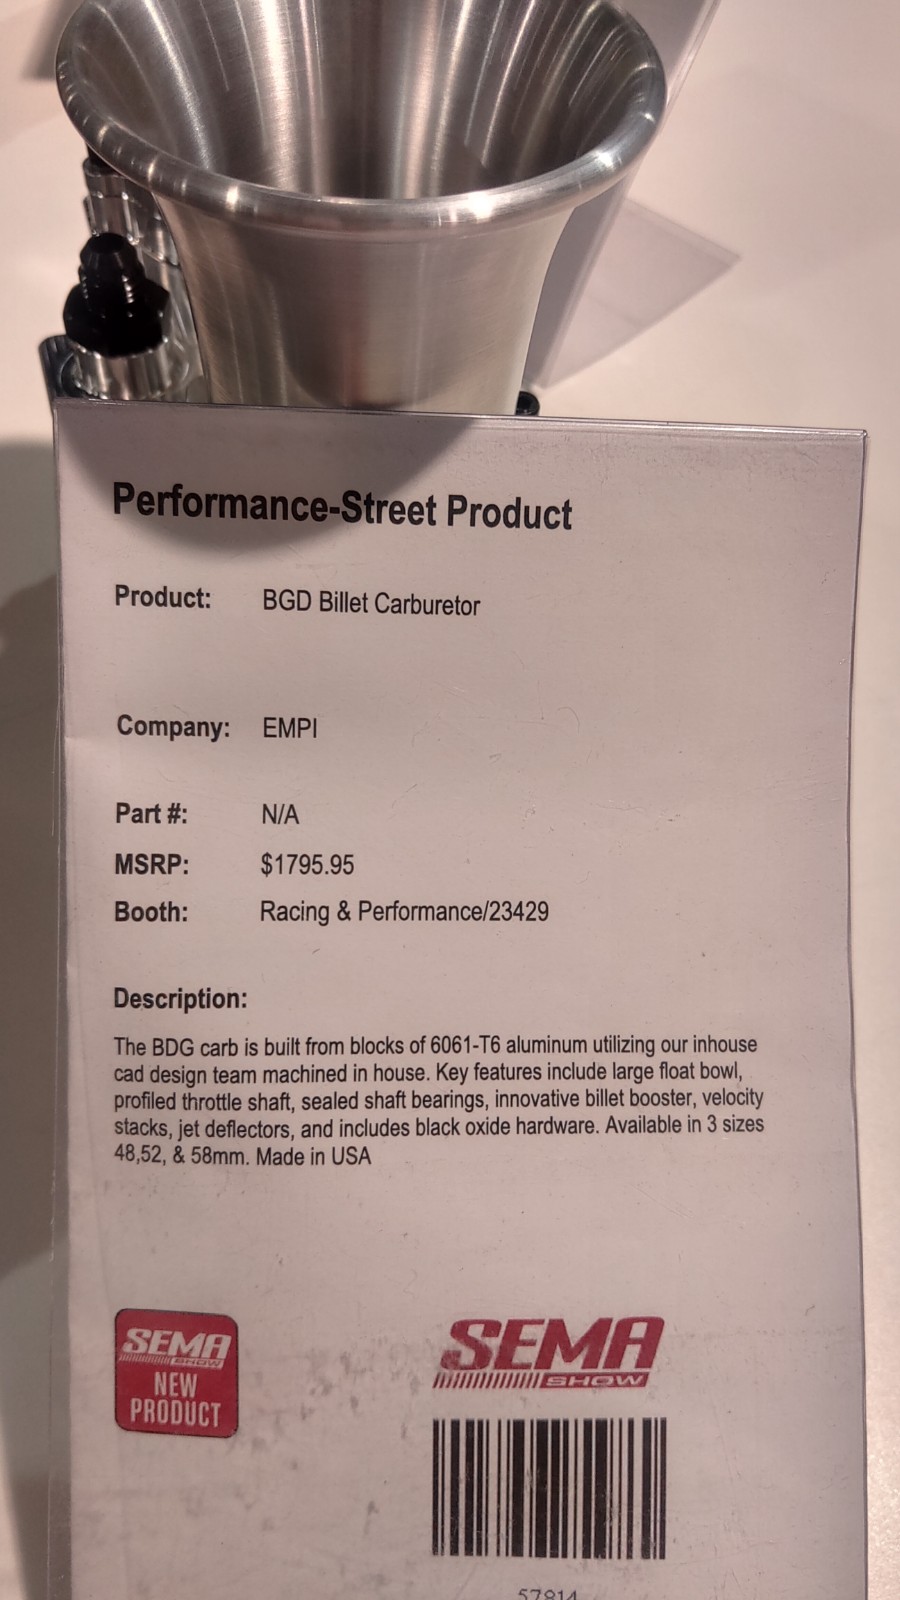 Performance-Street Product
Product: BGD Billet Carburetor
Company: EMPI
Part #: N/A
MSRP: $1795.95
Booth: Racing & Performance/23429
Description:
The BDG carb is built from blocks of 6061-T6 aluminum utilizing our inhouse
cad design team machined in house. Key features include large float bowl,
profiled throttle shaft, sealed shaft bearings, innovative billet booster, velocity
stacks, jet deflectors, and includes black oxide hardware. Available in 3 sizes
48,52, & 58mm. Made in USA
SEMA
SHOW
NEW
PRODUCT
SEMA
SHOW
57814